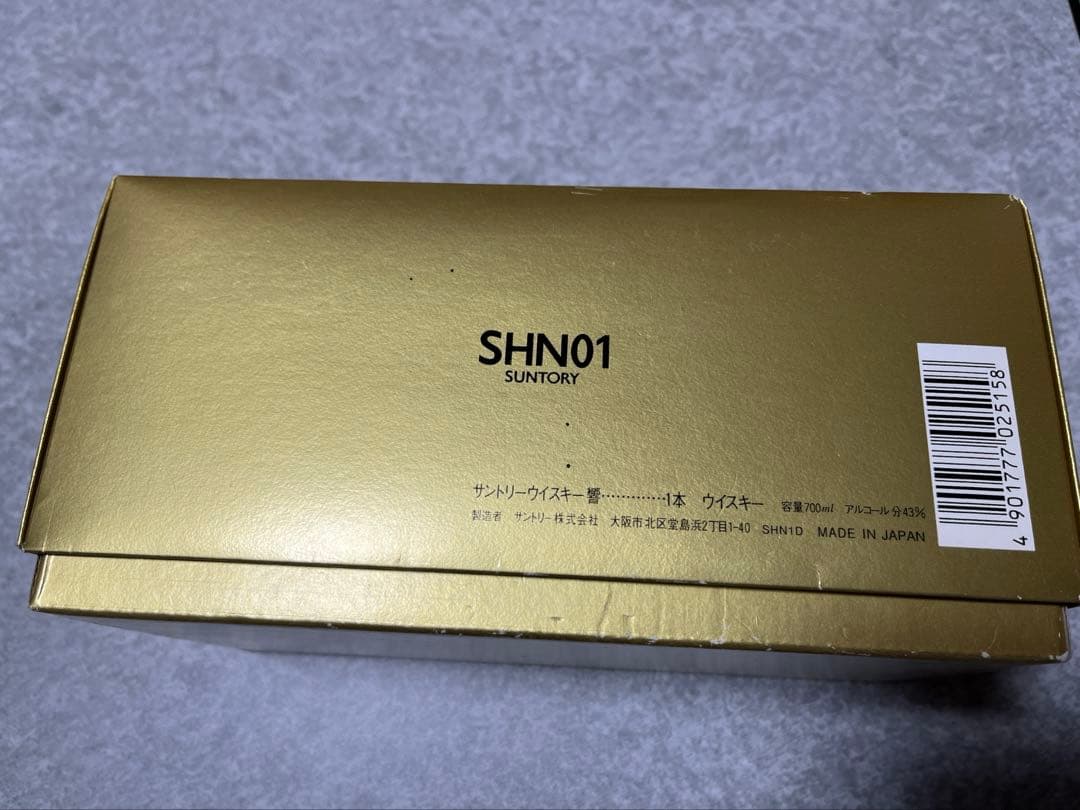 SHN01
SUNTORY
サントリーウイスキー響‥‥‥‥‥‥1本 ウイスキー 容量700ml アルコール分43%
製造者 サントリー株式会社 大阪市北区堂島浜2丁目1-40 SHN1D MADE IN JAPAN
4 901777 025158